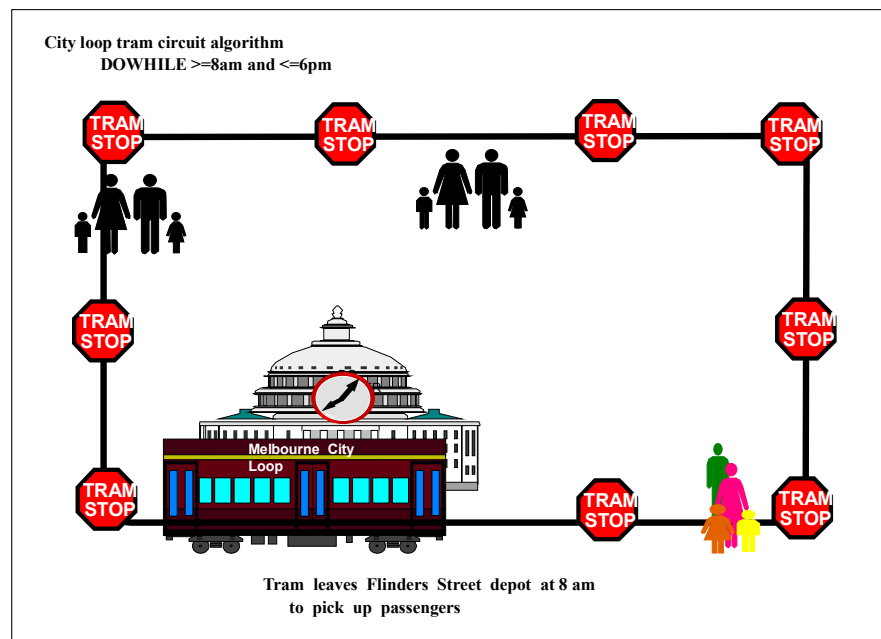 City loop tram circuit algorithm
DOWHILE >=8am and <=6pm
TRAM
STOP
TRAM
STOP
TRAM
STOP
TRAM
STOP
TRAM
STOP
TRAM
STOP
Melbourne City
Loop
TRAM
STOP
TRAM
STOP
TRAM
STOP
Tram leaves Flinders Street depot at 8 am
to pick up passengers